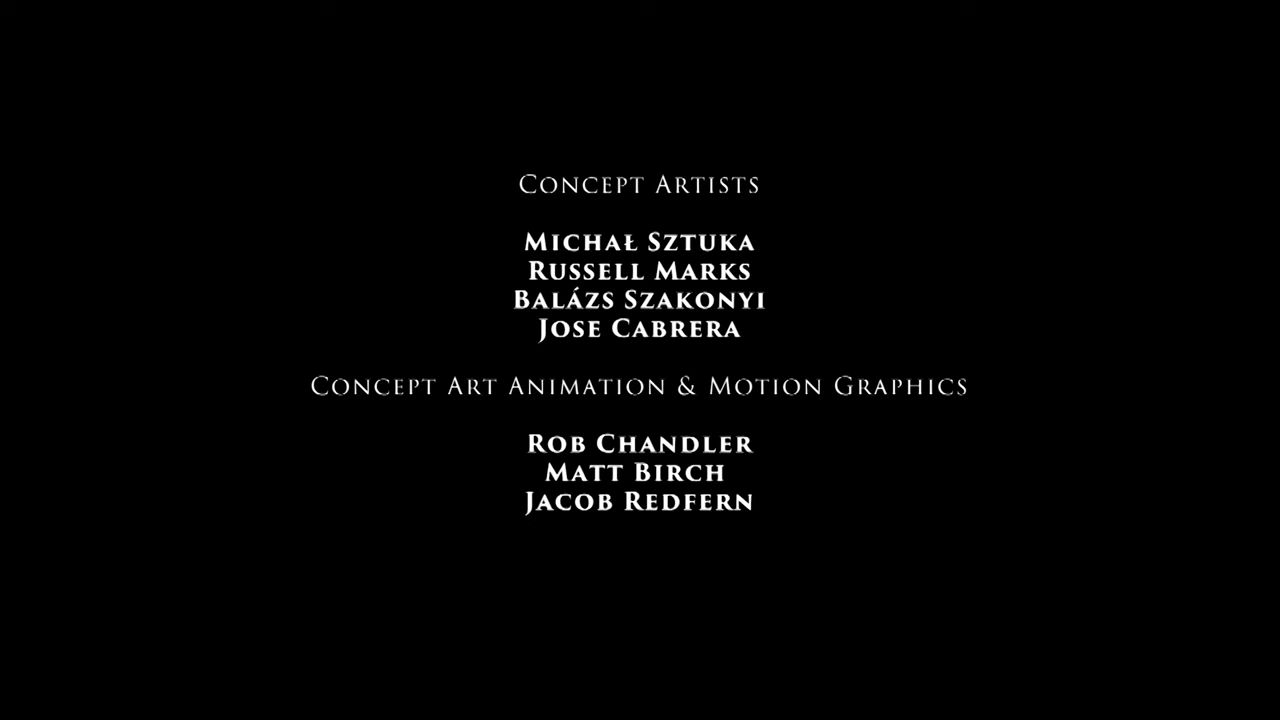 Concept Artists
Michał Sztuka
Russell Marks
Balázs Szakonyi
Jose Cabrera
Concept Art Animation & Motion Graphics
Rob Chandler
Matt Birch
Jacob Redfern